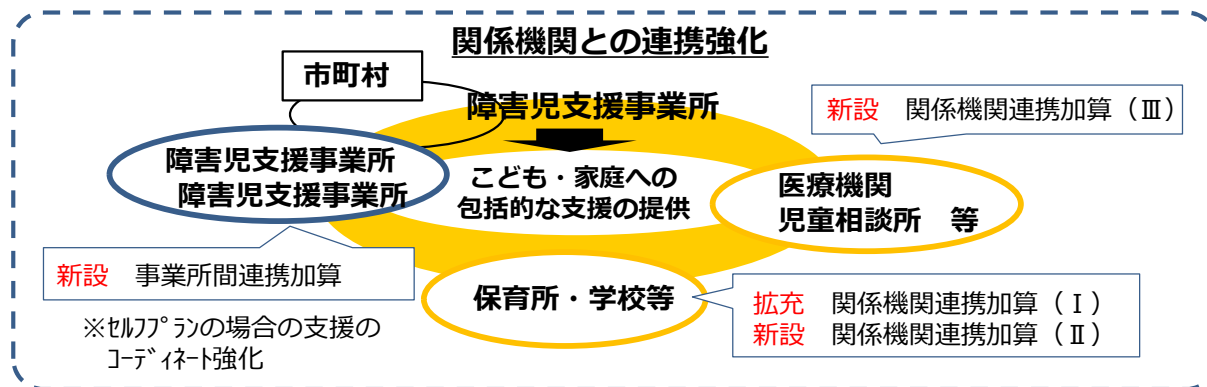 関係機関との連携強化
市町村
障害児支援事業所
新設　関係機関連携加算（Ⅲ）
障害児支援事業所
障害児支援事業所
こども・家庭への
包括的な支援の提供
医療機関
児童相談所　等
新設　事業所間連携加算
※ｾﾙﾌﾌﾟﾗﾝの場合の支援の
ｺｰﾃﾞｨﾈｰﾄ強化
保育所・学校等
拡充　関係機関連携加算（Ⅰ）
新設　関係機関連携加算（Ⅱ）